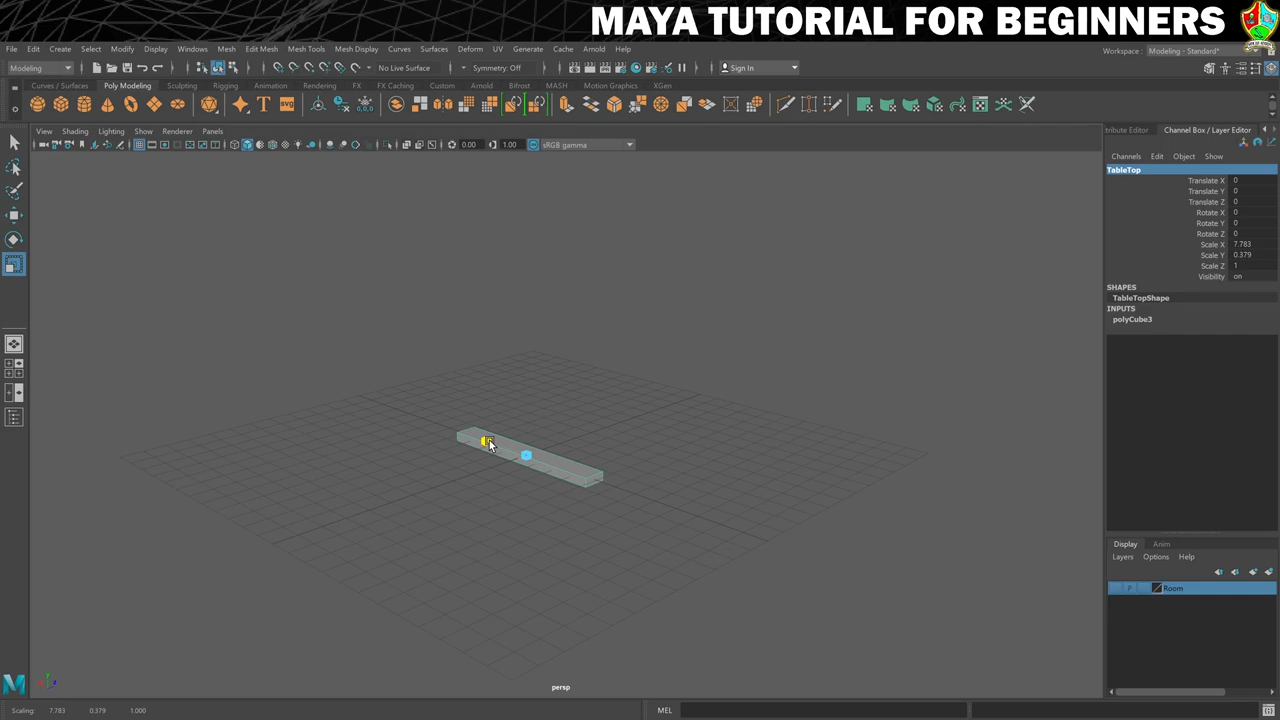 MAYA TUTORIAL FOR BEGINNERS
File Edit Create Select Modify Display Windows Mesh Edit Mesh Mesh Tools Mesh Display Curves Surfaces Deform UV Generate Cache Arnold Help
Workspace : Modeling - Standard*
Modeling
No Live Surface
Symmetry: Off
Sign In
Curves / Surfaces Poly Modeling Sculpting Rigging Animation Rendering FX FX Caching Custom Arnold Bifrost MASH Motion Graphics XGen
svg
View Shading Lighting Show Renderer Panels
tribute Editor Channel Box / Layer Editor
0.00 1.00 sRGB gamma
Channels Edit Object Show
TableTop
Translate X 0
Translate Y 0
Translate Z 0
Rotate X 0
Rotate Y 0
Rotate Z 0
Scale X 7.783
Scale Y 0.379
Scale Z 1
Visibility on
SHAPES
TableTopShape
INPUTS
polyCube3
Display Anim
Layers Options Help
P Room
persp
Scaling: 7.783 0.379 1.000
MEL